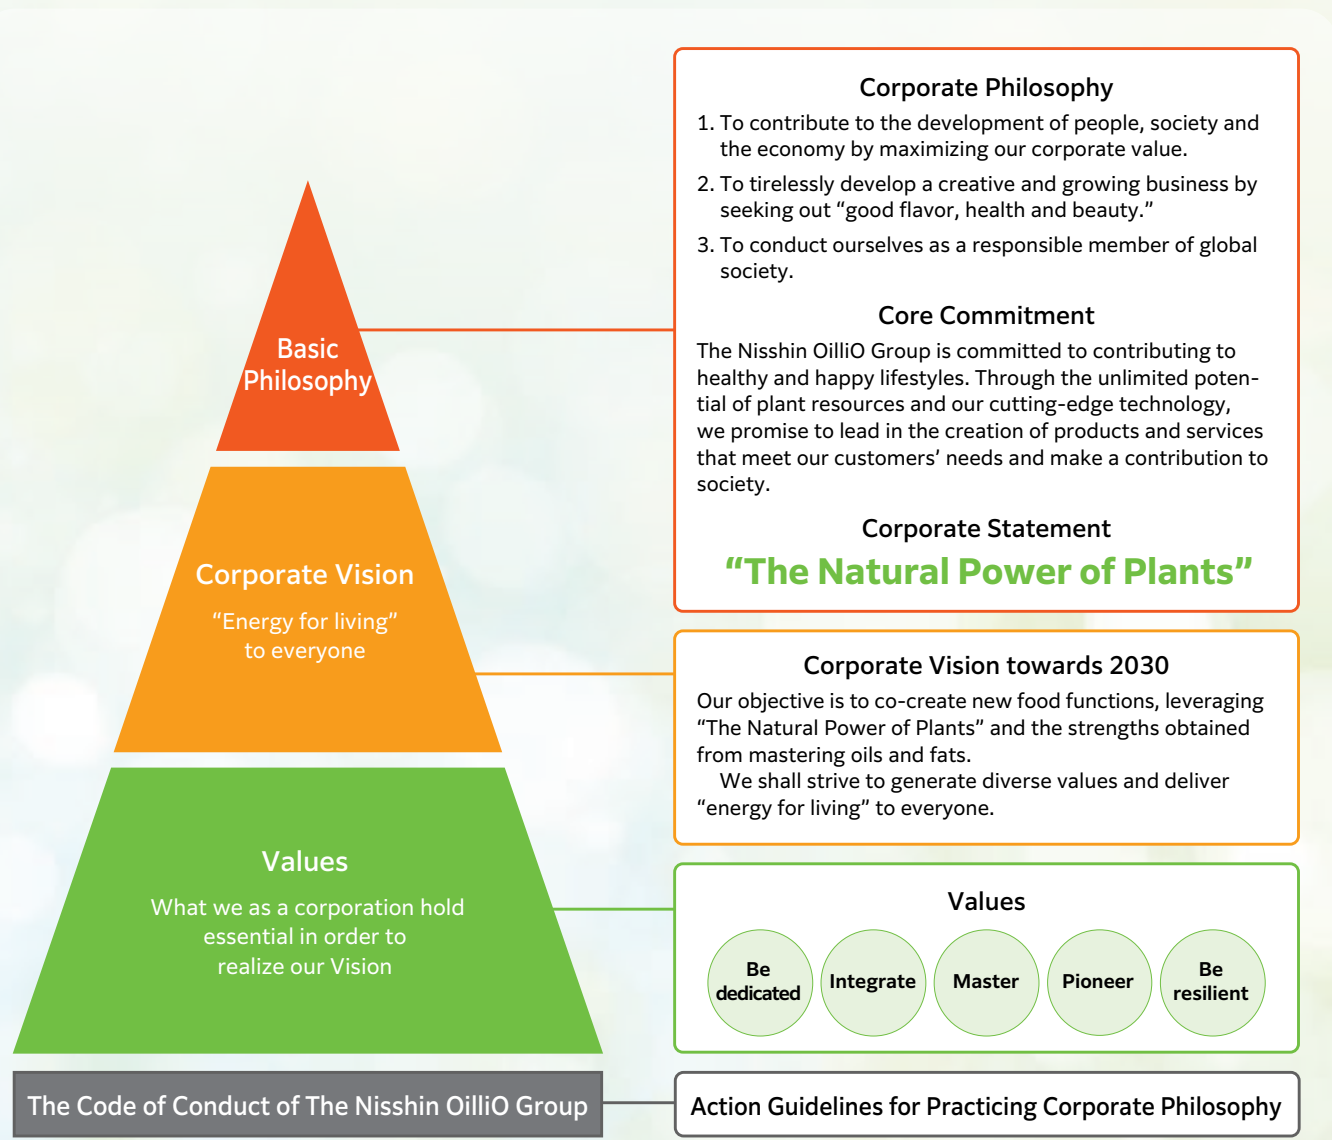 Basic
Philosophy
Corporate Philosophy
1. To contribute to the development of people, society and
the economy by maximizing our corporate value.
2. To tirelessly develop a creative and growing business by
seeking out “good flavor, health and beauty.”
3. To conduct ourselves as a responsible member of global
society.
Core Commitment
The Nisshin OilliO Group is committed to contributing to
healthy and happy lifestyles. Through the unlimited poten-
tial of plant resources and our cutting-edge technology,
we promise to lead in the creation of products and services
that meet our customers’ needs and make a contribution to
society.
Corporate Statement
“The Natural Power of Plants”
Corporate Vision
“Energy for living”
to everyone
Corporate Vision towards 2030
Our objective is to co-create new food functions, leveraging
“The Natural Power of Plants” and the strengths obtained
from mastering oils and fats.
We shall strive to generate diverse values and deliver
“energy for living” to everyone.
Values
What we as a corporation hold
essential in order to
realize our Vision
Values
Be
dedicated
Integrate
Master
Pioneer
Be
resilient
The Code of Conduct of The Nisshin OilliO Group
Action Guidelines for Practicing Corporate Philosophy